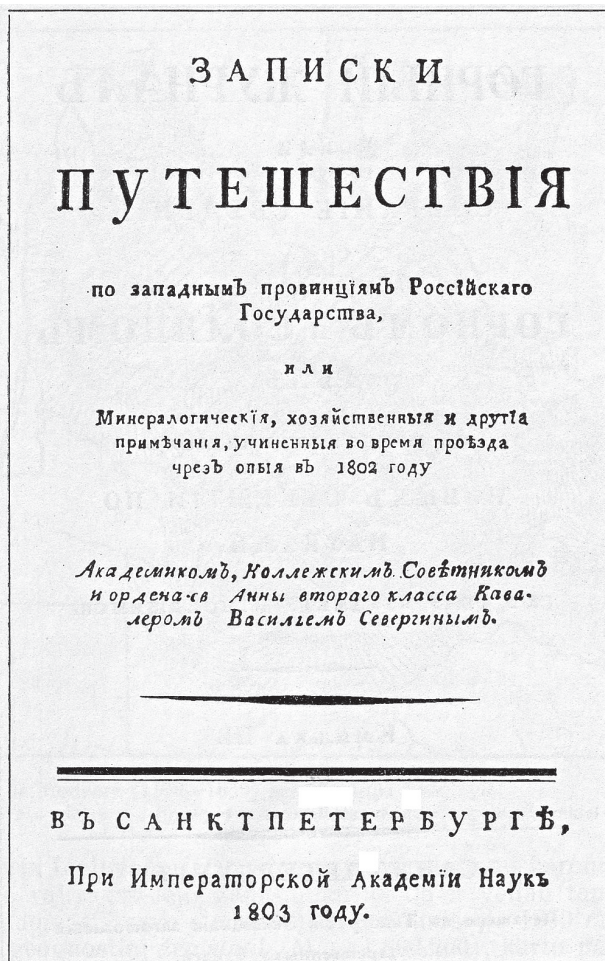 ЗАПИСКИ
ПУТЕШЕСТВІЯ
по западнымЪ провинціямЪ Россійскаго
Государства,
или
Минералогическія, хозяйственныя и другія
примѣчанія, учиненныя во время проѣзда
чрезЪ оныя вЪ 1802 году
АкадемикомЪ, КоллежскимЪ СовѣтникомЪ
и ордена св Анны втораго класса Кава-
леромЪ ВасиліемЪ СевергинымЪ.
ВЪ САНКТПЕТЕРБУРГѢ,
При Императорской Академіи НаукЪ
1803 году.